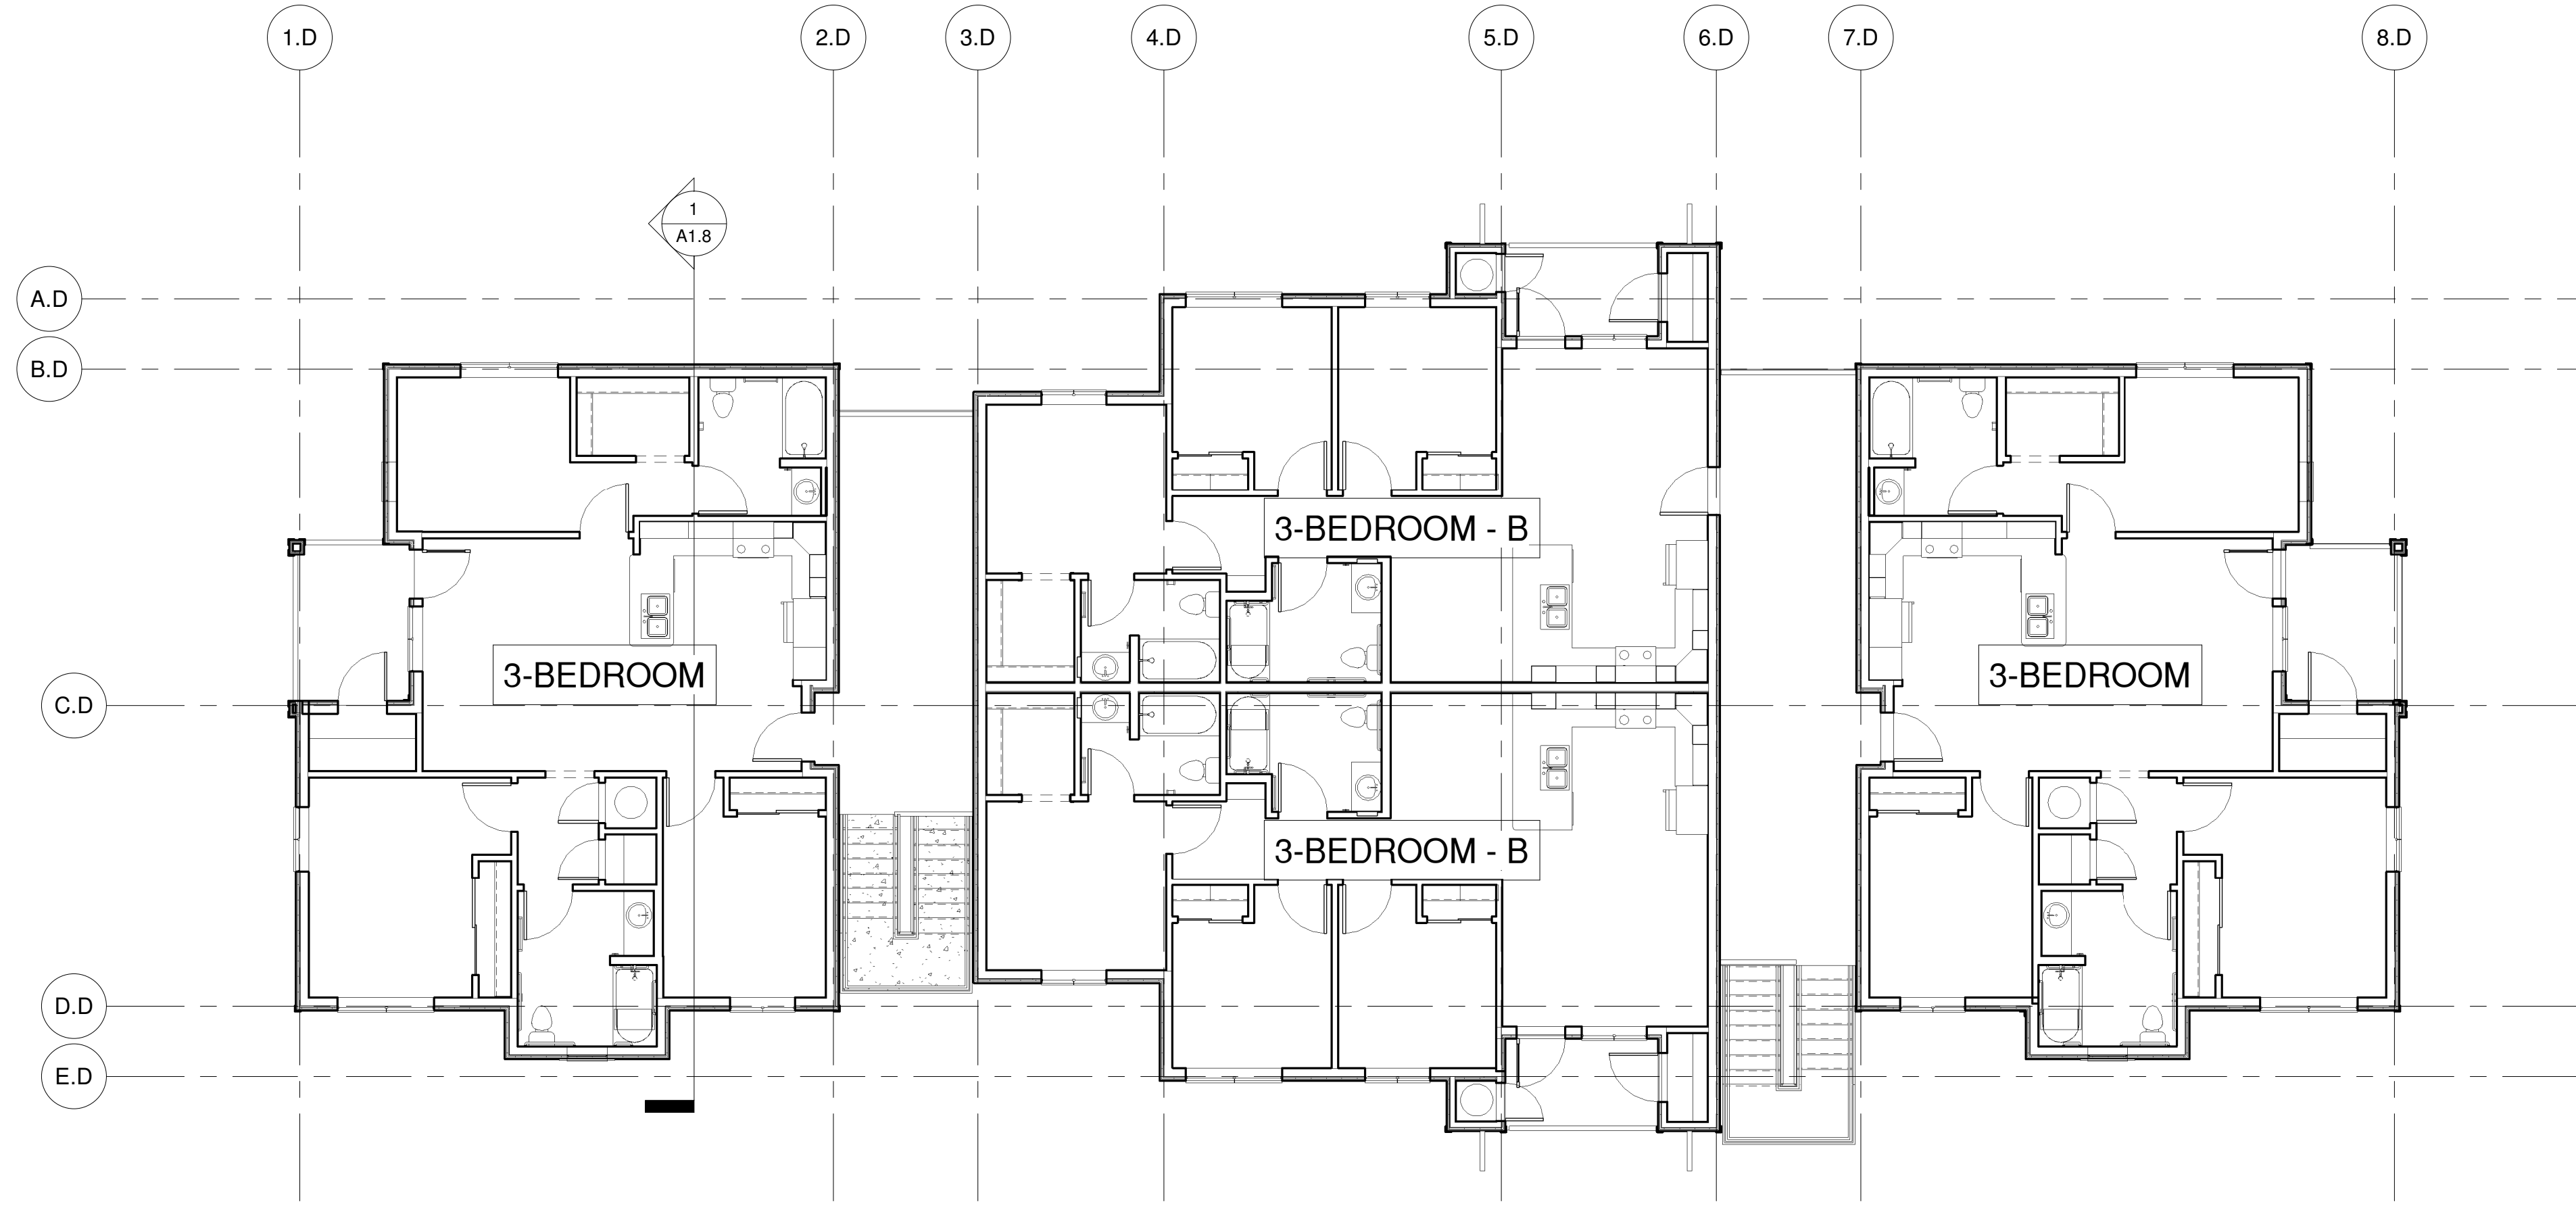 1.D
2.D
3.D
4.D
5.D
6.D
7.D
8.D
1
A1.8
A.D
B.D
3-BEDROOM - B
3-BEDROOM
3-BEDROOM
C.D
3-BEDROOM - B
D.D
E.D